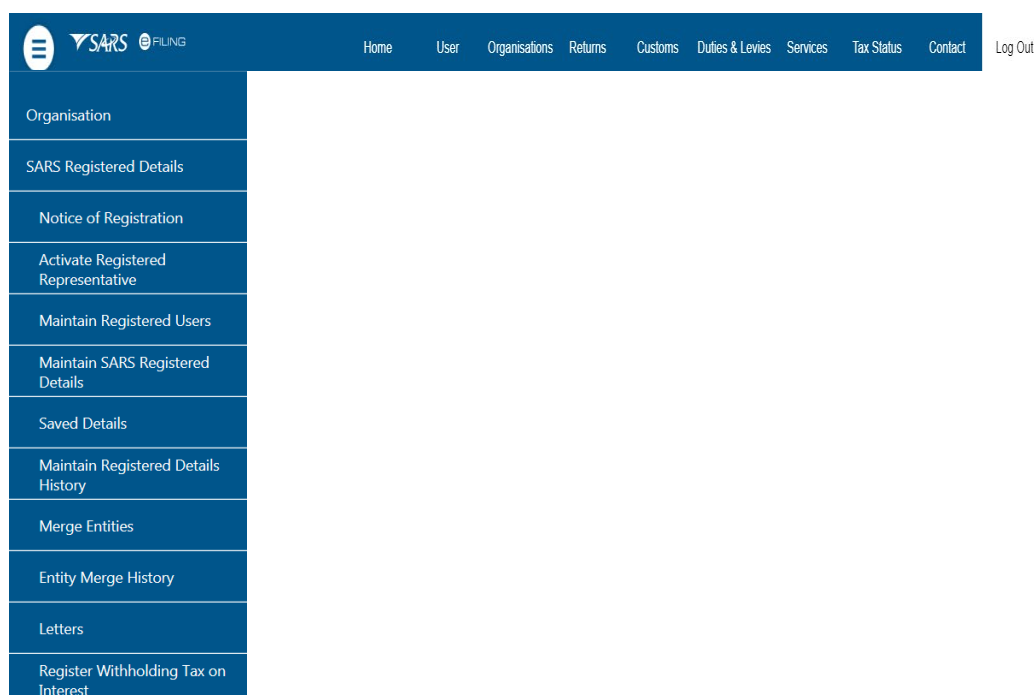 SARS e FILING
Home User Organisations Returns Customs Duties & Levies Services Tax Status Contact Log Out
Organisation
SARS Registered Details
Notice of Registration
Activate Registered
Representative
Maintain Registered Users
Maintain SARS Registered
Details
Saved Details
Maintain Registered Details
History
Merge Entities
Entity Merge History
Letters
Register Withholding Tax on
Interest